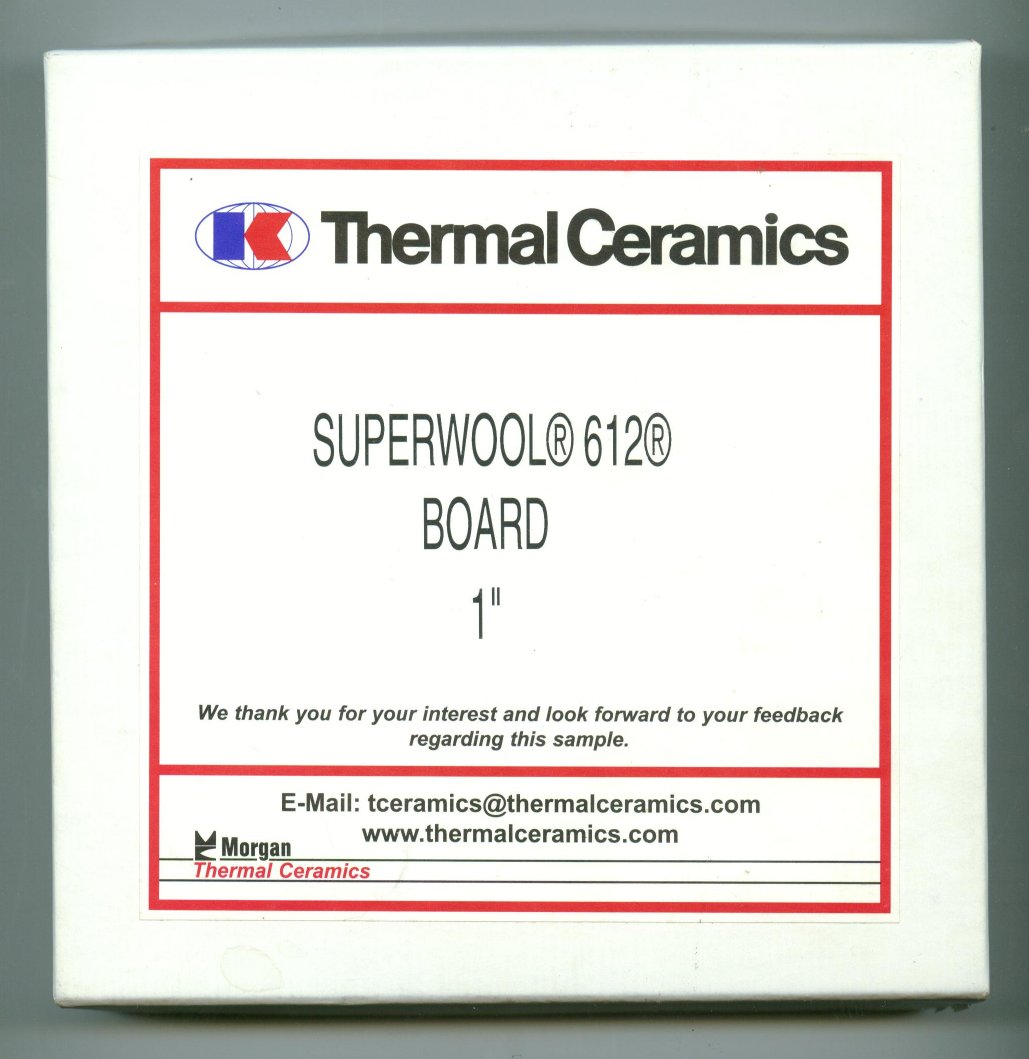 K Thermal Ceramics
SUPERWOOL® 612®
BOARD
1"
We thank you for your interest and look forward to your feedback
regarding this sample.
E-Mail: tceramics@thermalceramics.com
www.thermalceramics.com
Morgan
Thermal Ceramics